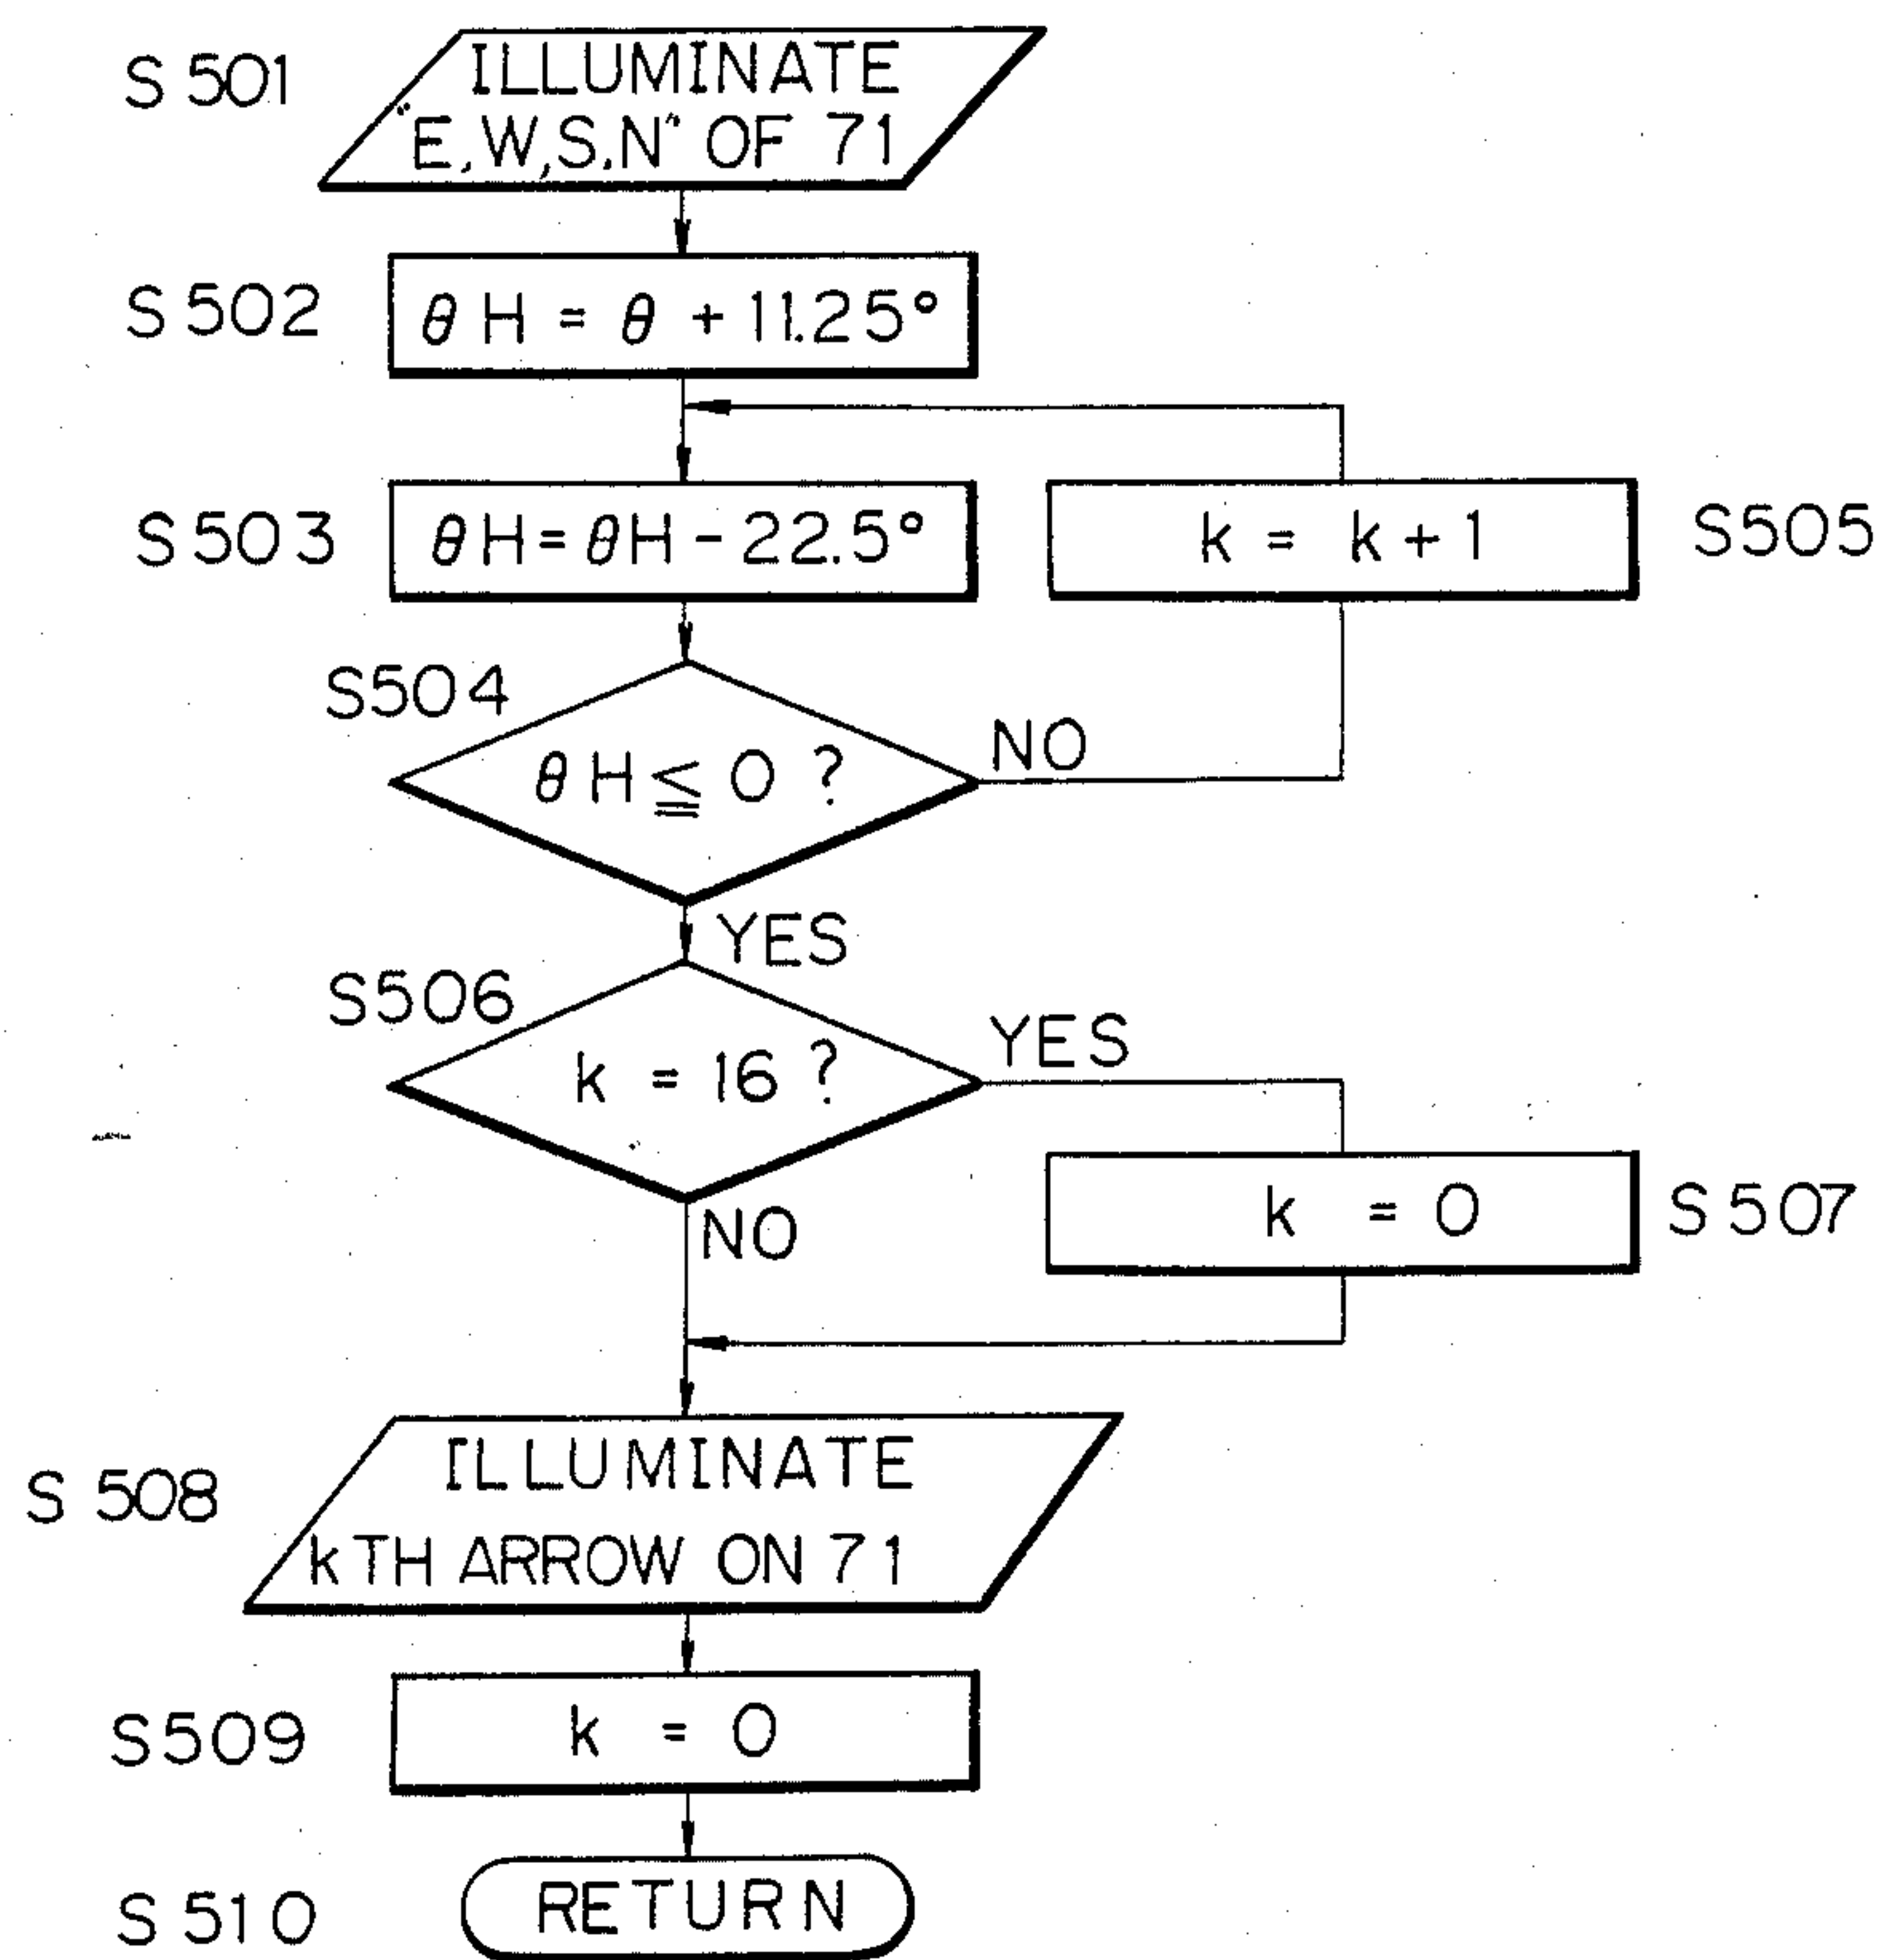 S 501
ILLUMINATE
"E,W,S,N" OF 71
S 502
θH = θ + 11.25°
S 503
θH = θH - 22.5°
k = k + 1
S505
S504
θH ≦ 0 ?
NO
YES
S506
k = 16 ?
YES
NO
k = 0
S 507
S 508
ILLUMINATE
k TH ARROW ON 71
S509
k = 0
S 510
RETURN